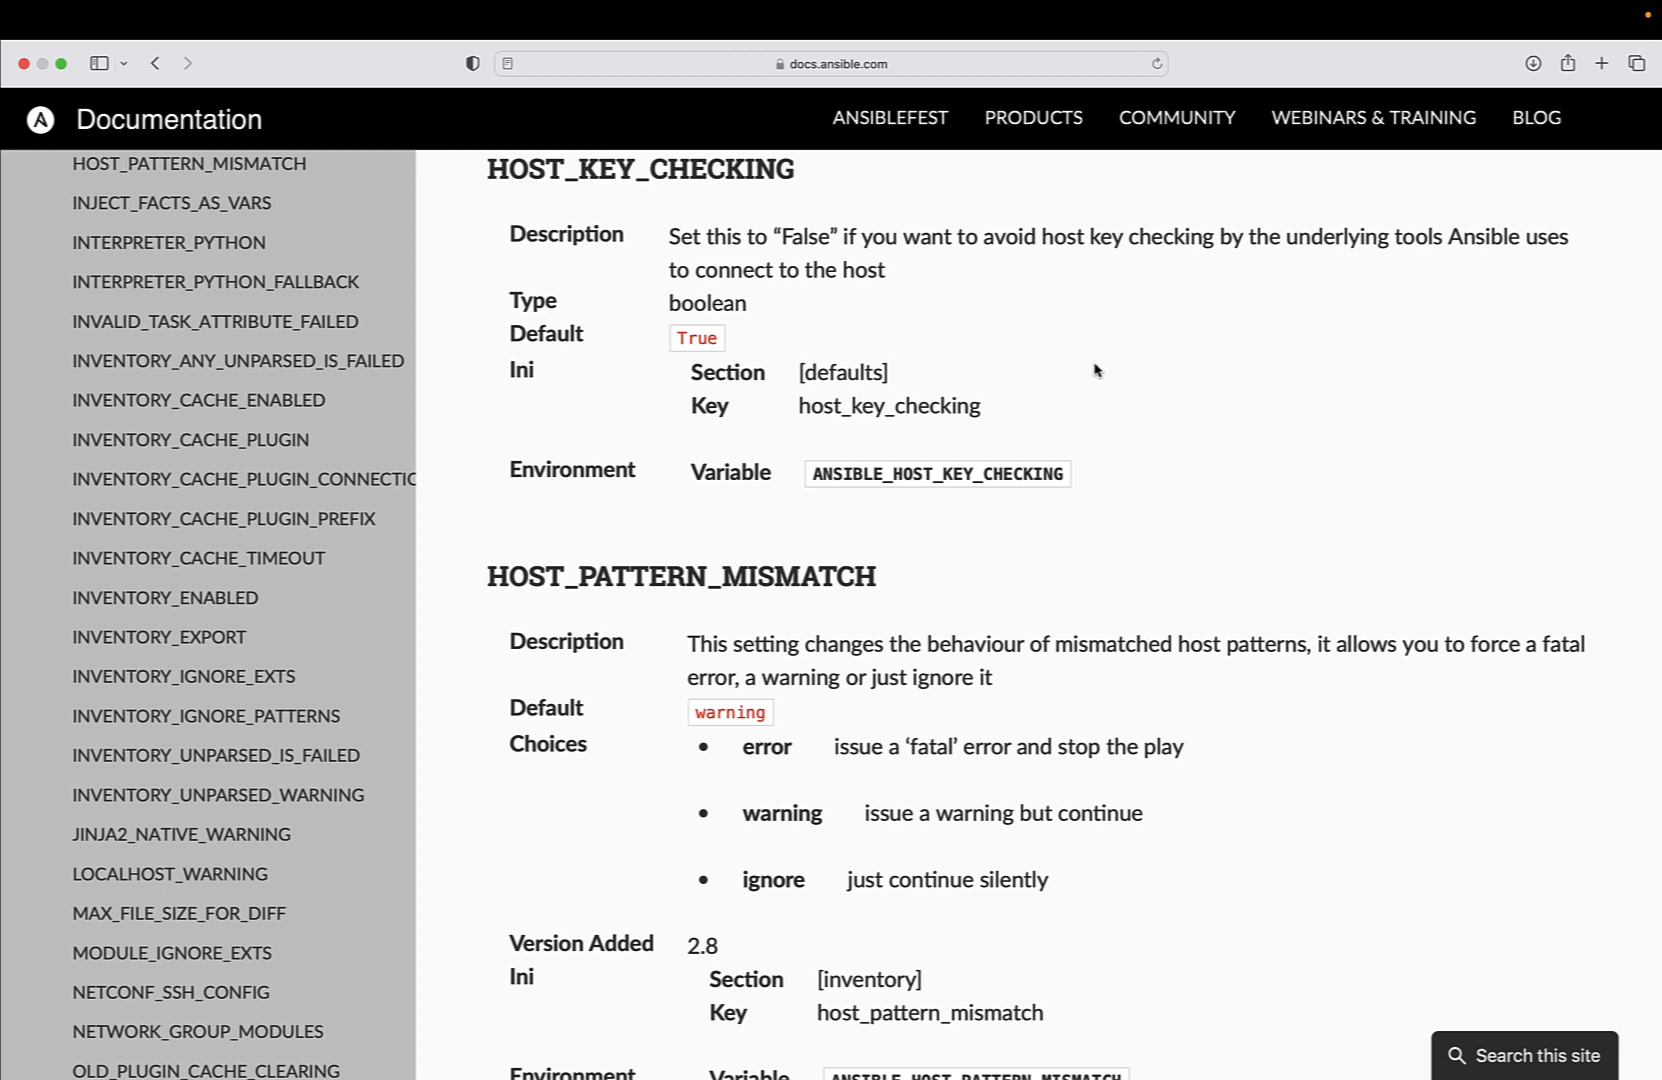 docs.ansible.com
Documentation
ANSIBLEFEST
PRODUCTS
COMMUNITY
WEBINARS & TRAINING
BLOG
HOST_PATTERN_MISMATCH
INJECT_FACTS_AS_VARS
INTERPRETER_PYTHON
INTERPRETER_PYTHON_FALLBACK
INVALID_TASK_ATTRIBUTE_FAILED
INVENTORY_ANY_UNPARSED_IS_FAILED
INVENTORY_CACHE_ENABLED
INVENTORY_CACHE_PLUGIN
INVENTORY_CACHE_PLUGIN_CONNECTIO
INVENTORY_CACHE_PLUGIN_PREFIX
INVENTORY_CACHE_TIMEOUT
INVENTORY_ENABLED
INVENTORY_EXPORT
INVENTORY_IGNORE_EXTS
INVENTORY_IGNORE_PATTERNS
INVENTORY_UNPARSED_IS_FAILED
INVENTORY_UNPARSED_WARNING
JINJA2_NATIVE_WARNING
LOCALHOST_WARNING
MAX_FILE_SIZE_FOR_DIFF
MODULE_IGNORE_EXTS
NETCONF_SSH_CONFIG
NETWORK_GROUP_MODULES
OLD_PLUGIN_CACHE_CLEARING
HOST_KEY_CHECKING
Description Set this to “False” if you want to avoid host key checking by the underlying tools Ansible uses
to connect to the host
Type boolean
Default True
Ini Section [defaults]
Key host_key_checking
Environment Variable ANSIBLE_HOST_KEY_CHECKING
HOST_PATTERN_MISMATCH
Description This setting changes the behaviour of mismatched host patterns, it allows you to force a fatal
error, a warning or just ignore it
Default warning
Choices • error issue a ‘fatal’ error and stop the play
• warning issue a warning but continue
• ignore just continue silently
Version Added 2.8
Ini Section [inventory]
Key host_pattern_mismatch
Environment Variable ANSIBLE_HOST_PATTERN_MISMATCH
Search this site